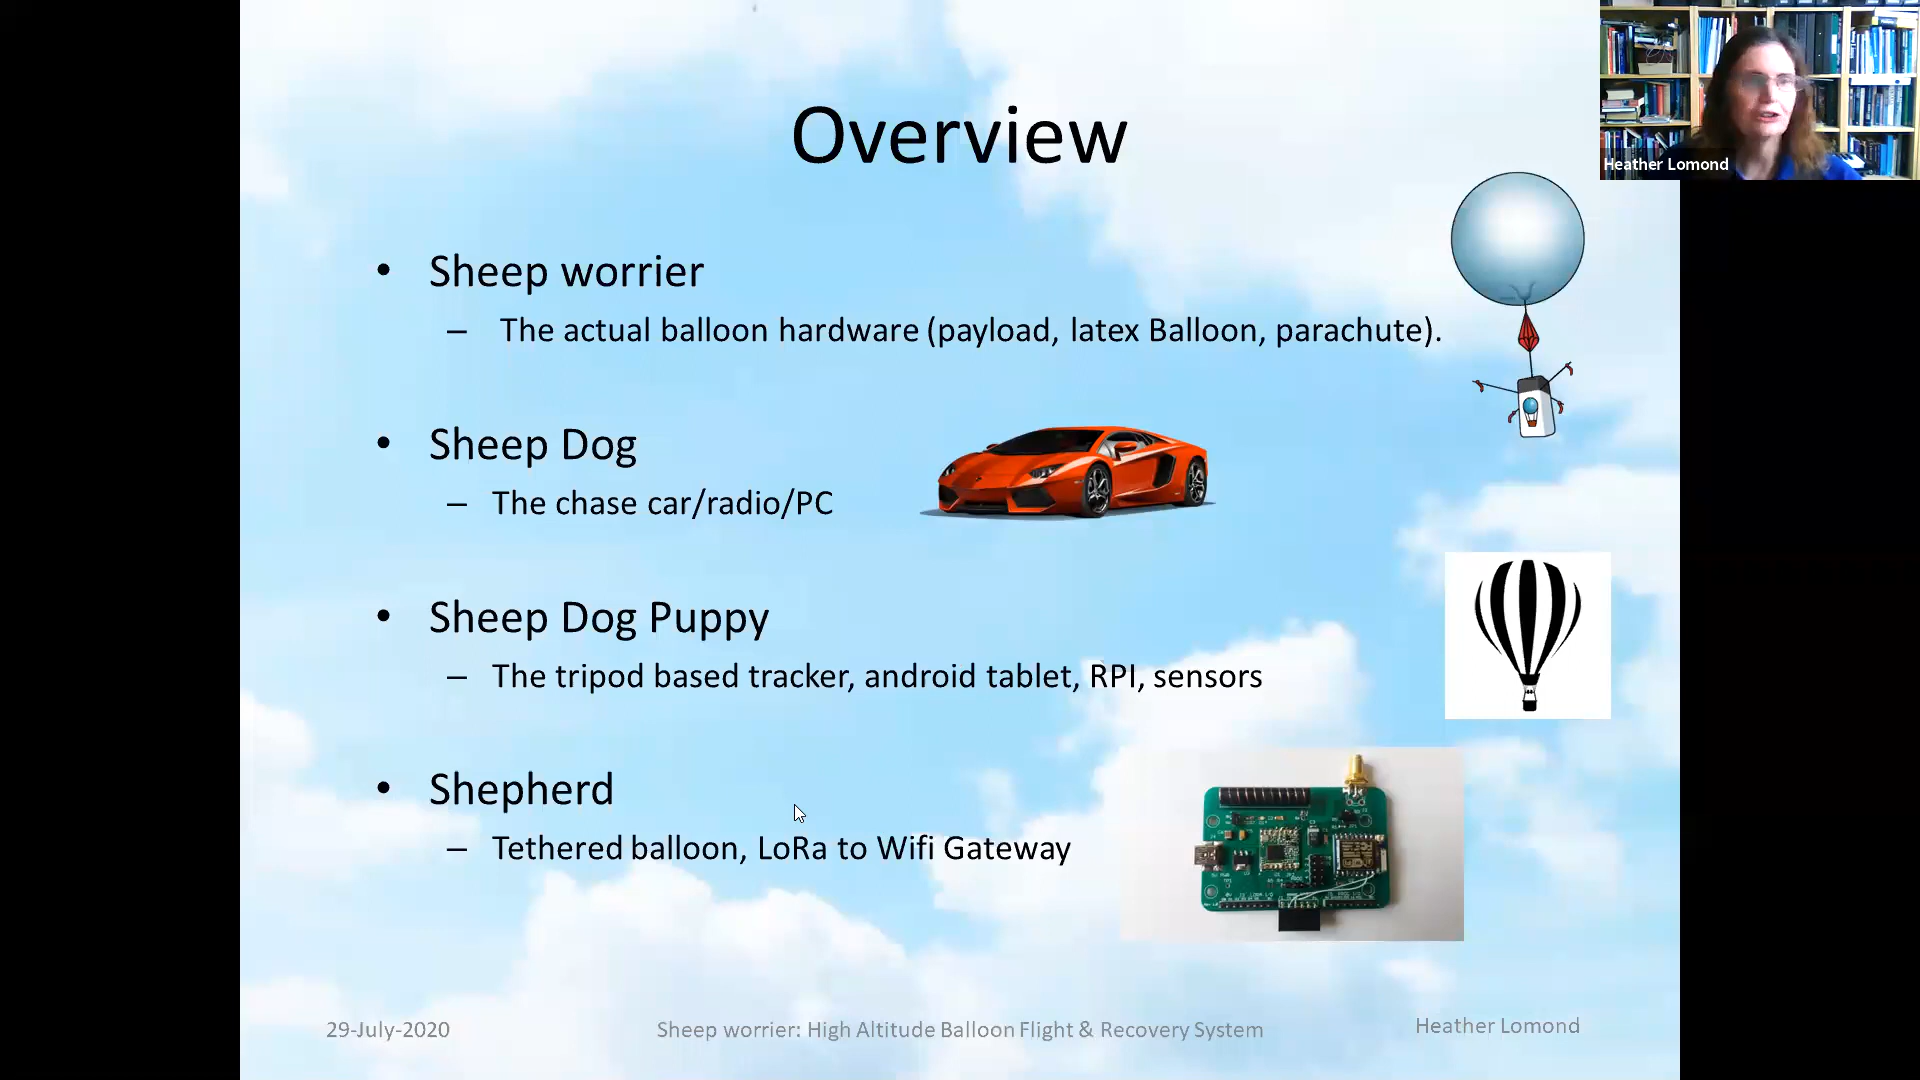 Overview
Heather Lomond
• Sheep worrier
– The actual balloon hardware (payload, latex Balloon, parachute).
• Sheep Dog
– The chase car/radio/PC
• Sheep Dog Puppy
– The tripod based tracker, android tablet, RPI, sensors
• Shepherd
– Tethered balloon, LoRa to Wifi Gateway
29-July-2020
Sheep worrier: High Altitude Balloon Flight & Recovery System
Heather Lomond